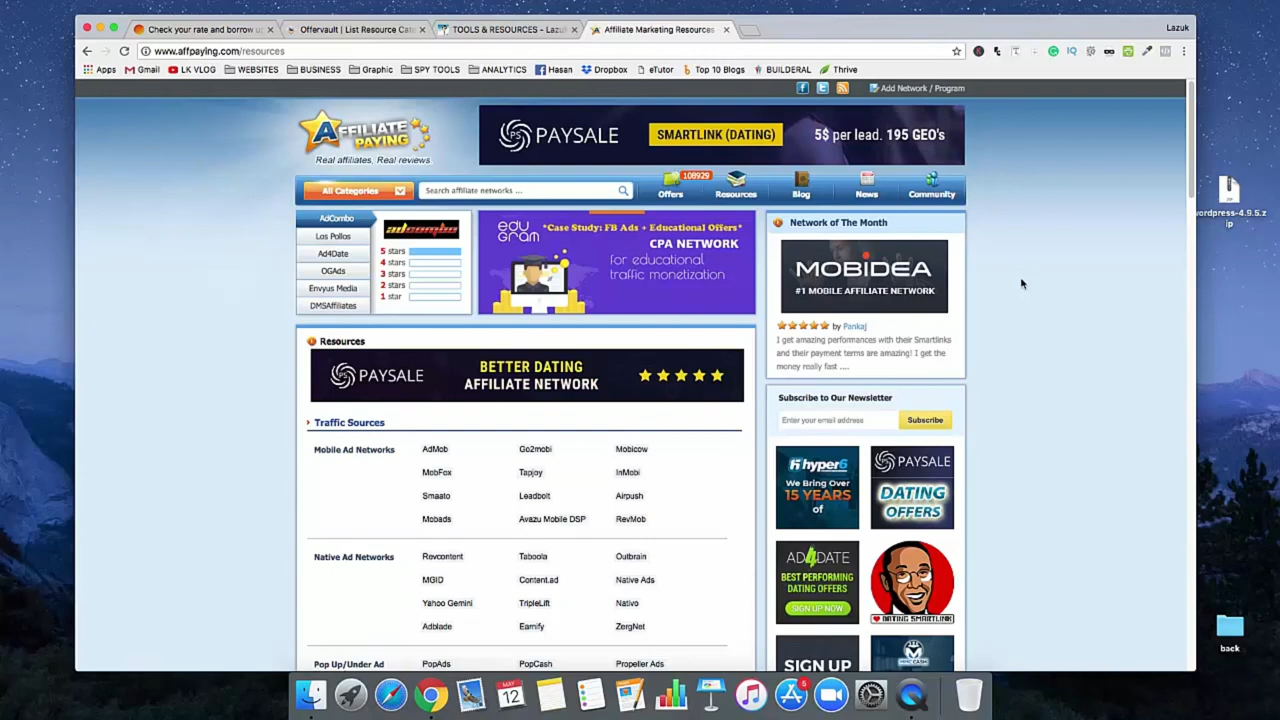 Check your rate and borrow u
Offervault | List Resource Cate
TOOLS & RESOURCES - Lazuk
Affiliate Marketing Resources
Lazuk
www.affpaying.com/resources
Apps
Gmail
LK VLOG
WEBSITES
BUSINESS
Graphic
SPY TOOLS
ANALYTICS
Hasan
Dropbox
eTutor
Top 10 Blogs
BUILDERAL
Thrive
Add Network / Program
AFFILIATE
PAYING
Real affiliates, Real reviews.
PS PAYSALE
SMARTLINK (DATING)
5$ per lead. 195 GEO's
All Categories
Search affiliate networks ...
108929
Offers
Resources
Blog
News
Community
AdCombo
Los Pollos
Ad4Date
OGAds
Envyus Media
DMSAffiliates
adcombo
5 stars
4 stars
3 stars
2 stars
1 star
edu
gram
*Case Study: FB Ads + Educational Offers*
CPA NETWORK
for educational
traffic monetization
Network of The Month
MOBIDEA
#1 MOBILE AFFILIATE NETWORK
by Pankaj
I get amazing performances with their Smartlinks
and their payment terms are amazing! I get the
money really fast ....
Resources
PAYSALE
BETTER DATING
AFFILIATE NETWORK
Traffic Sources
Mobile Ad Networks
AdMob
Go2mobi
Mobicow
MobFox
Tapjoy
InMobi
Smaato
Leadbolt
Airpush
Mobads
Avazu Mobile DSP
RevMob
Native Ad Networks
Revcontent
Taboola
Outbrain
MGID
Content.ad
Native Ads
Yahoo Gemini
TripleLift
Nativo
Adblade
Earnify
ZergNet
Pop Up/Under Ad
PopAds
PopCash
Propeller Ads
Subscribe to Our Newsletter
Enter your email address
Subscribe
hyper6
We Bring Over
15 YEARS
of
PAYSALE
DATING
OFFERS
AD4DATE
BEST PERFORMING
DATING OFFERS
SIGN UP NOW
DATING SMARTLINK
SIGN UP
wordpress-4.9.5.z
ip
back
MAY
12
5